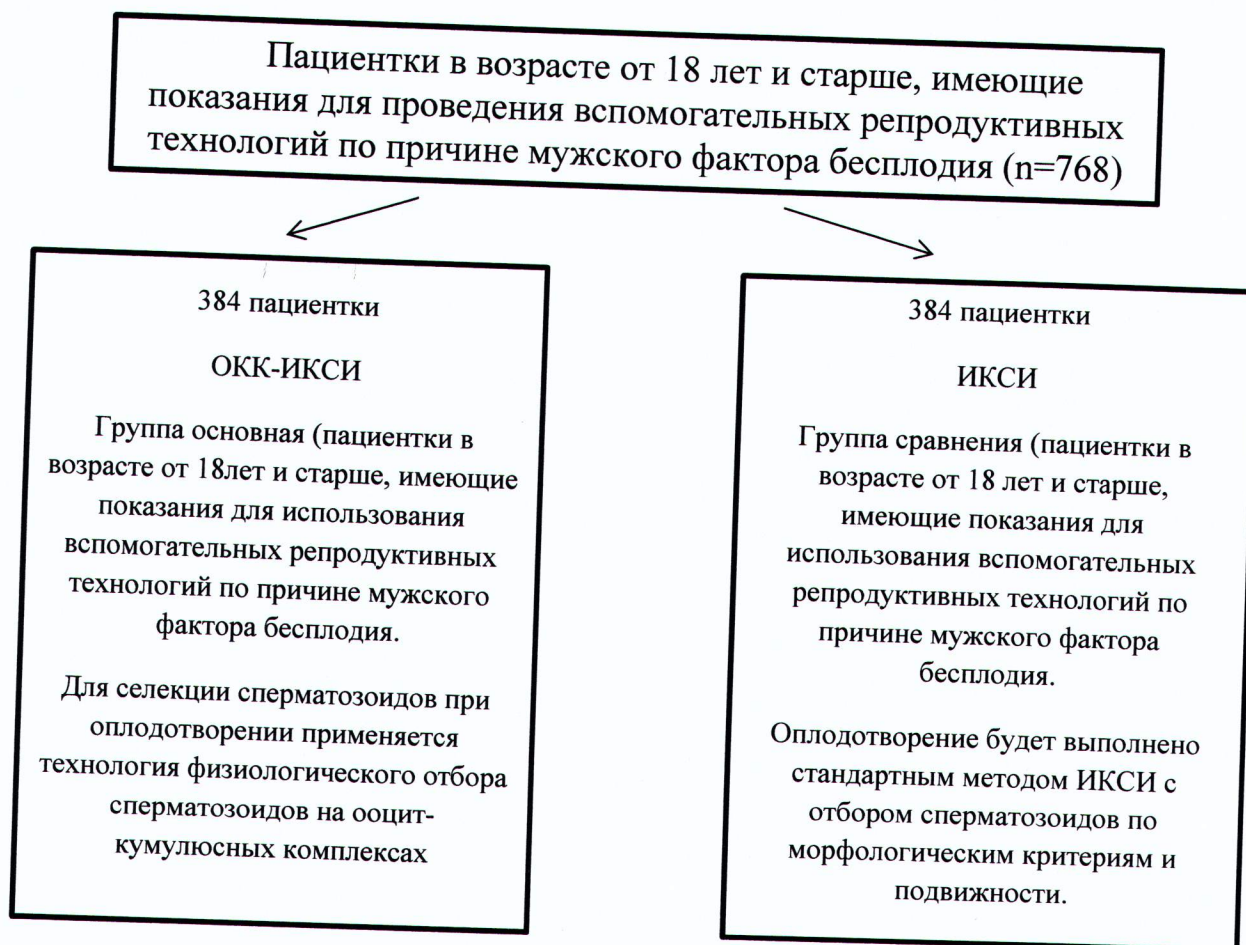 Пациентки в возрасте от 18 лет и старше, имеющие
показания для проведения вспомогательных репродуктивных
технологий по причине мужского фактора бесплодия (n=768)
384 пациентки
ОКК-ИКСИ
Группа основная (пациентки в
возрасте от 18лет и старше, имеющие
показания для использования
вспомогательных репродуктивных
технологий по причине мужского
фактора бесплодия.
Для селекции сперматозоидов при
оплодотворении применяется
технология физиологического отбора
сперматозоидов на ооцит-
кумулюсных комплексах
384 пациентки
ИКСИ
Группа сравнения (пациентки в
возрасте от 18 лет и старше,
имеющие показания для
использования вспомогательных
репродуктивных технологий по
причине мужского фактора
бесплодия.
Оплодотворение будет выполнено
стандартным методом ИКСИ с
отбором сперматозоидов по
морфологическим критериям и
подвижности.